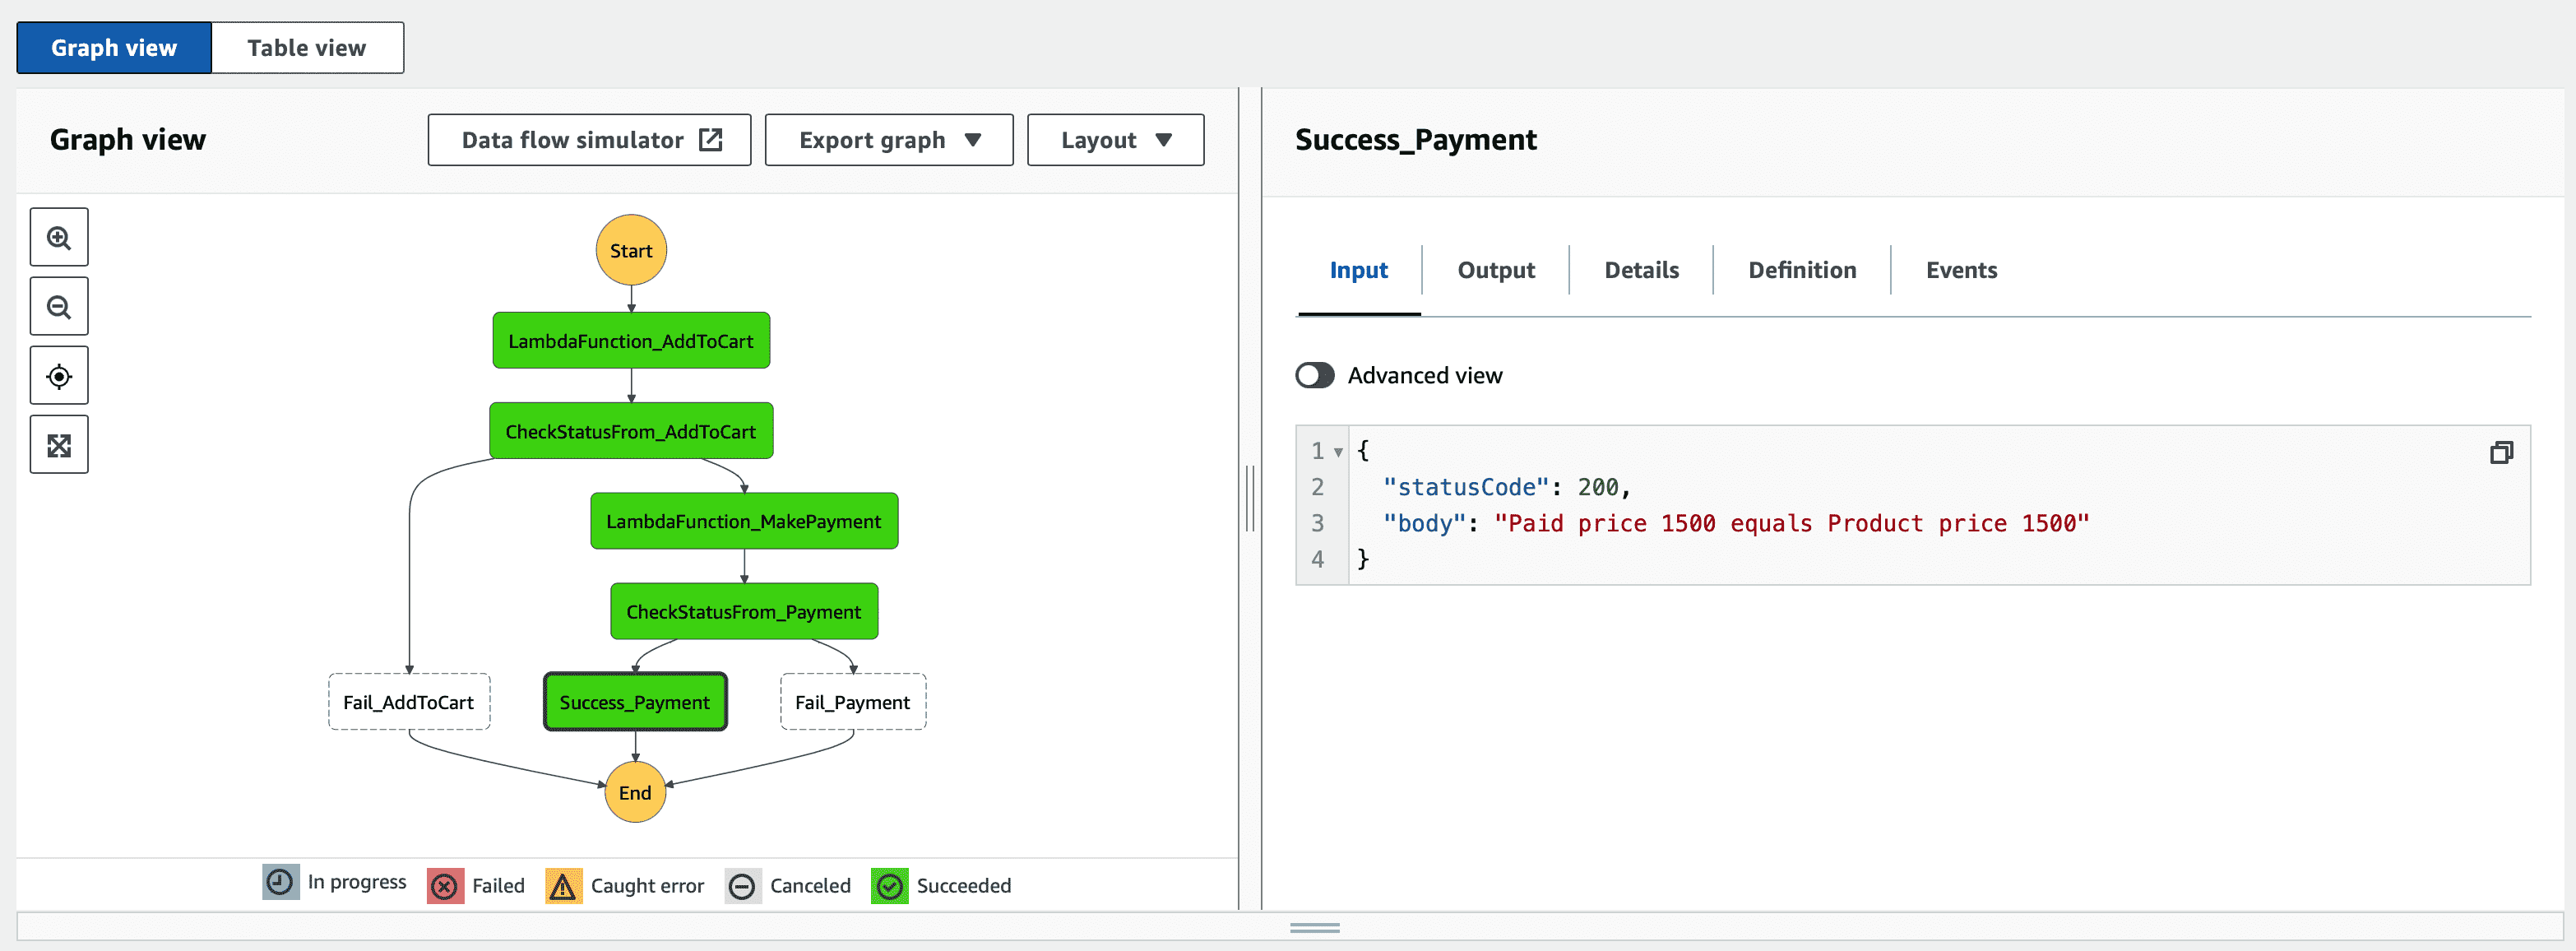 Graph view
Table view
Graph view
Data flow simulator
Export graph
Layout
Start
LambdaFunction_AddToCart
CheckStatusFrom_AddToCart
LambdaFunction_MakePayment
CheckStatusFrom_Payment
Fail_AddToCart
Success_Payment
Fail_Payment
End
In progress
Failed
Caught error
Canceled
Succeeded
Success_Payment
Input
Output
Details
Definition
Events
Advanced view
1 {
2 "statusCode": 200,
3 "body": "Paid price 1500 equals Product price 1500"
4 }